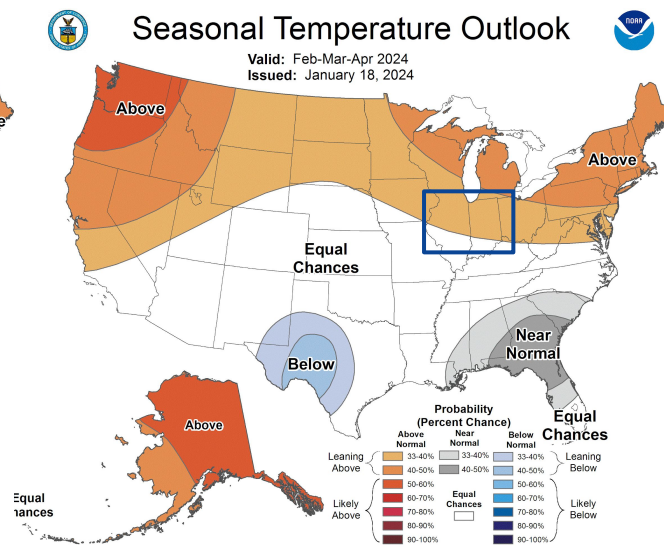 Seasonal Temperature Outlook
Valid: Feb-Mar-Apr 2024
Issued: January 18, 2024
NOAA
Above
Above
Equal
Chances
Below
Near
Normal
Above
Equal
Chances
Equal
hances
e
Probability
(Percent Chance)
Above
Normal
Near
Normal
Below
Normal
Leaning
Above
33-40%
33-40%
33-40%
Leaning
Below
40-50%
40-50%
40-50%
Likely
Above
50-60%
50-60%
Likely
Below
60-70%
Equal
Chances
60-70%
70-80%
70-80%
80-90%
80-90%
90-100%
90-100%